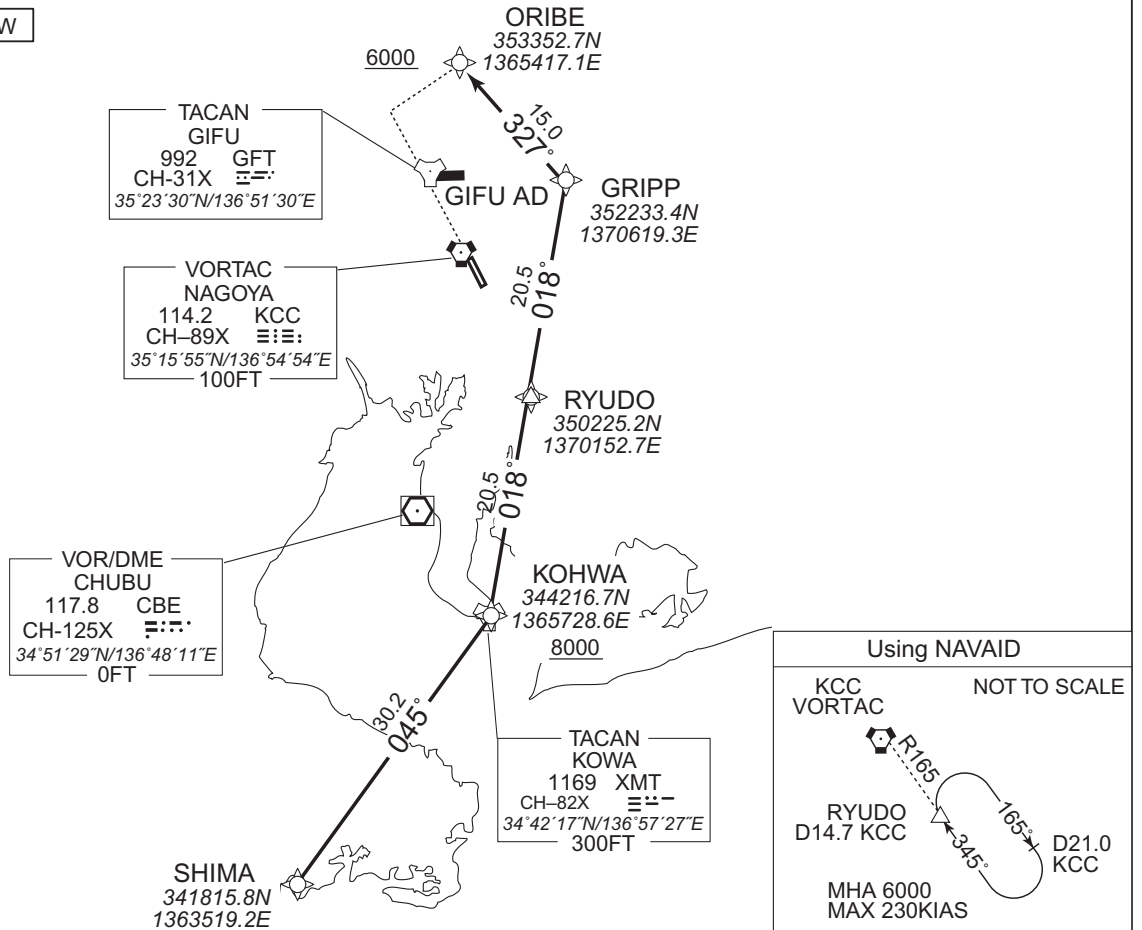 W
ORIBE
353352.7N
1365417.1E
6000
15.0
327°
TACAN
GIFU
992 GFT
CH-31X
35°23′30″N/136°51′30″E
GIFU AD
GRIPP
352233.4N
1370619.3E
20.5
018°
VORTAC
NAGOYA
114.2 KCC
CH–89X
35°15′55″N/136°54′54″E
100FT
RYUDO
350225.2N
1370152.7E
20.5
018°
VOR/DME
CHUBU
117.8 CBE
CH-125X
34°51′29″N/136°48′11″E
0FT
KOHWA
344216.7N
1365728.6E
8000
30.2
045°
TACAN
KOWA
1169 XMT
CH–82X
34°42′17″N/136°57′27″E
300FT
SHIMA
341815.8N
1363519.2E
Using NAVAID
KCC
VORTAC
NOT TO SCALE
R165
RYUDO
D14.7 KCC
165°
345°
D21.0
KCC
MHA 6000
MAX 230KIAS